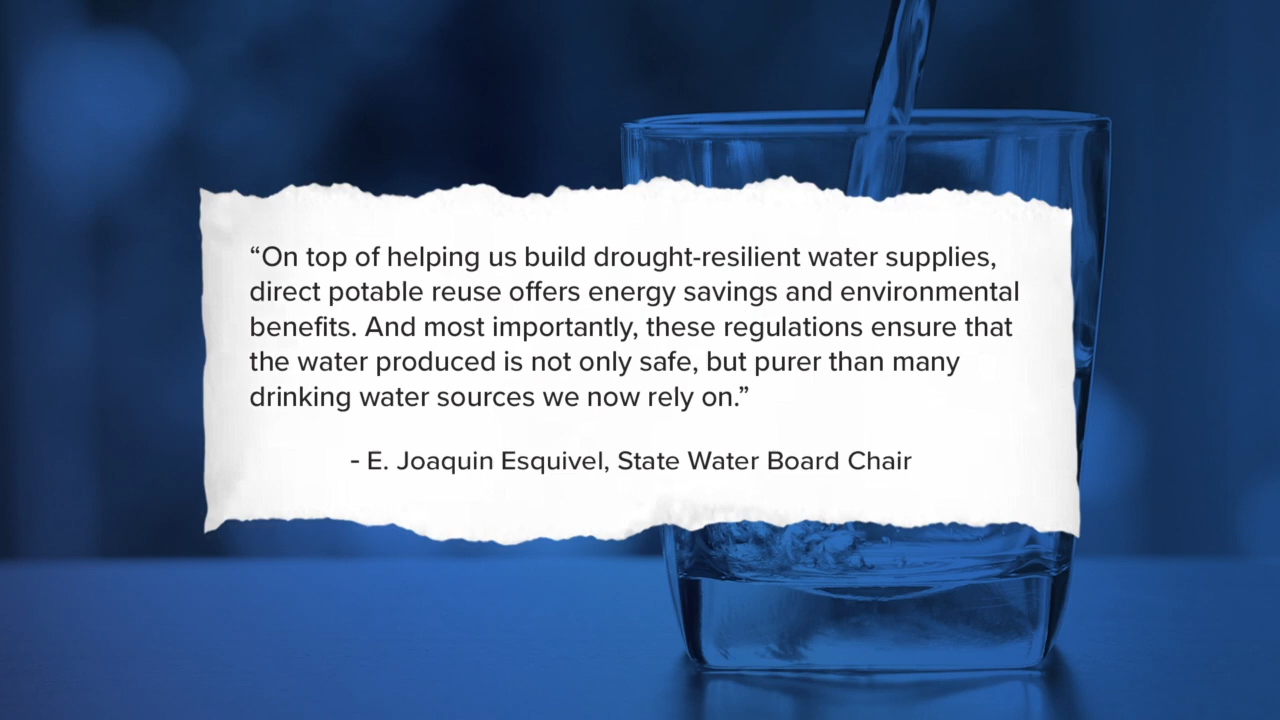 “On top of helping us build drought-resilient water supplies,
direct potable reuse offers energy savings and environmental
benefits. And most importantly, these regulations ensure that
the water produced is not only safe, but purer than many
drinking water sources we now rely on.”
- E. Joaquin Esquivel, State Water Board Chair